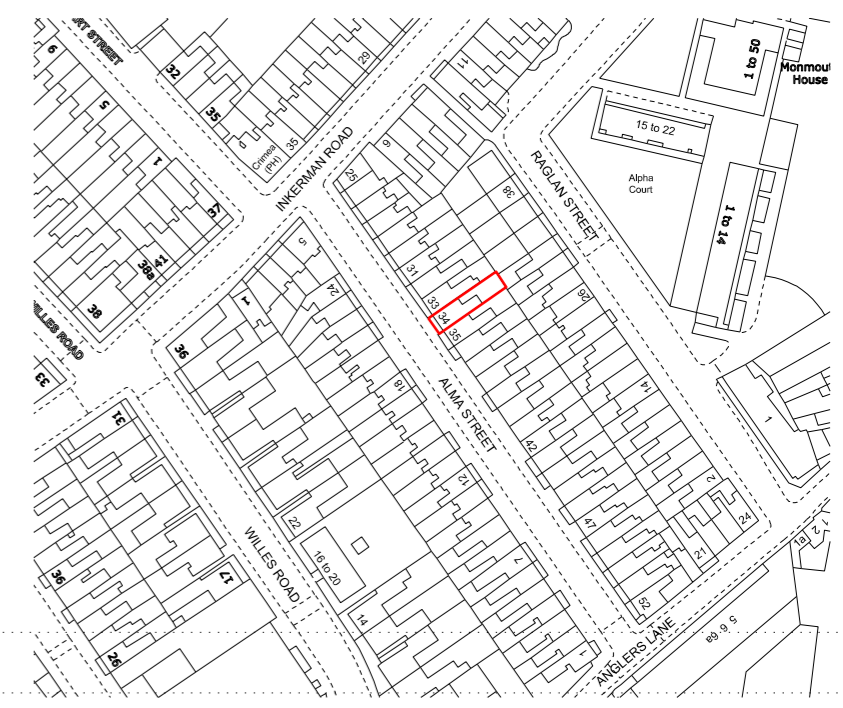 RT STREET
9
5
32
35
29
11
1 to 50
Monmout
House
15 to 22
Crimea
(PH)
35
INKERMAN ROAD
RAGLAN STREET
Alpha
Court
1
9
25
38
37
1 to 14
41
38a
38
5
24
31
33
34
35
26
WILLES ROAD
1
36
33
18
ALMA STREET
14
1
31
42
12
2
22
47
24
16 to 20
WILLES ROAD
7
21
1a
2
36
17
52
14
5 6 6a
26
1
ANGLERS LANE